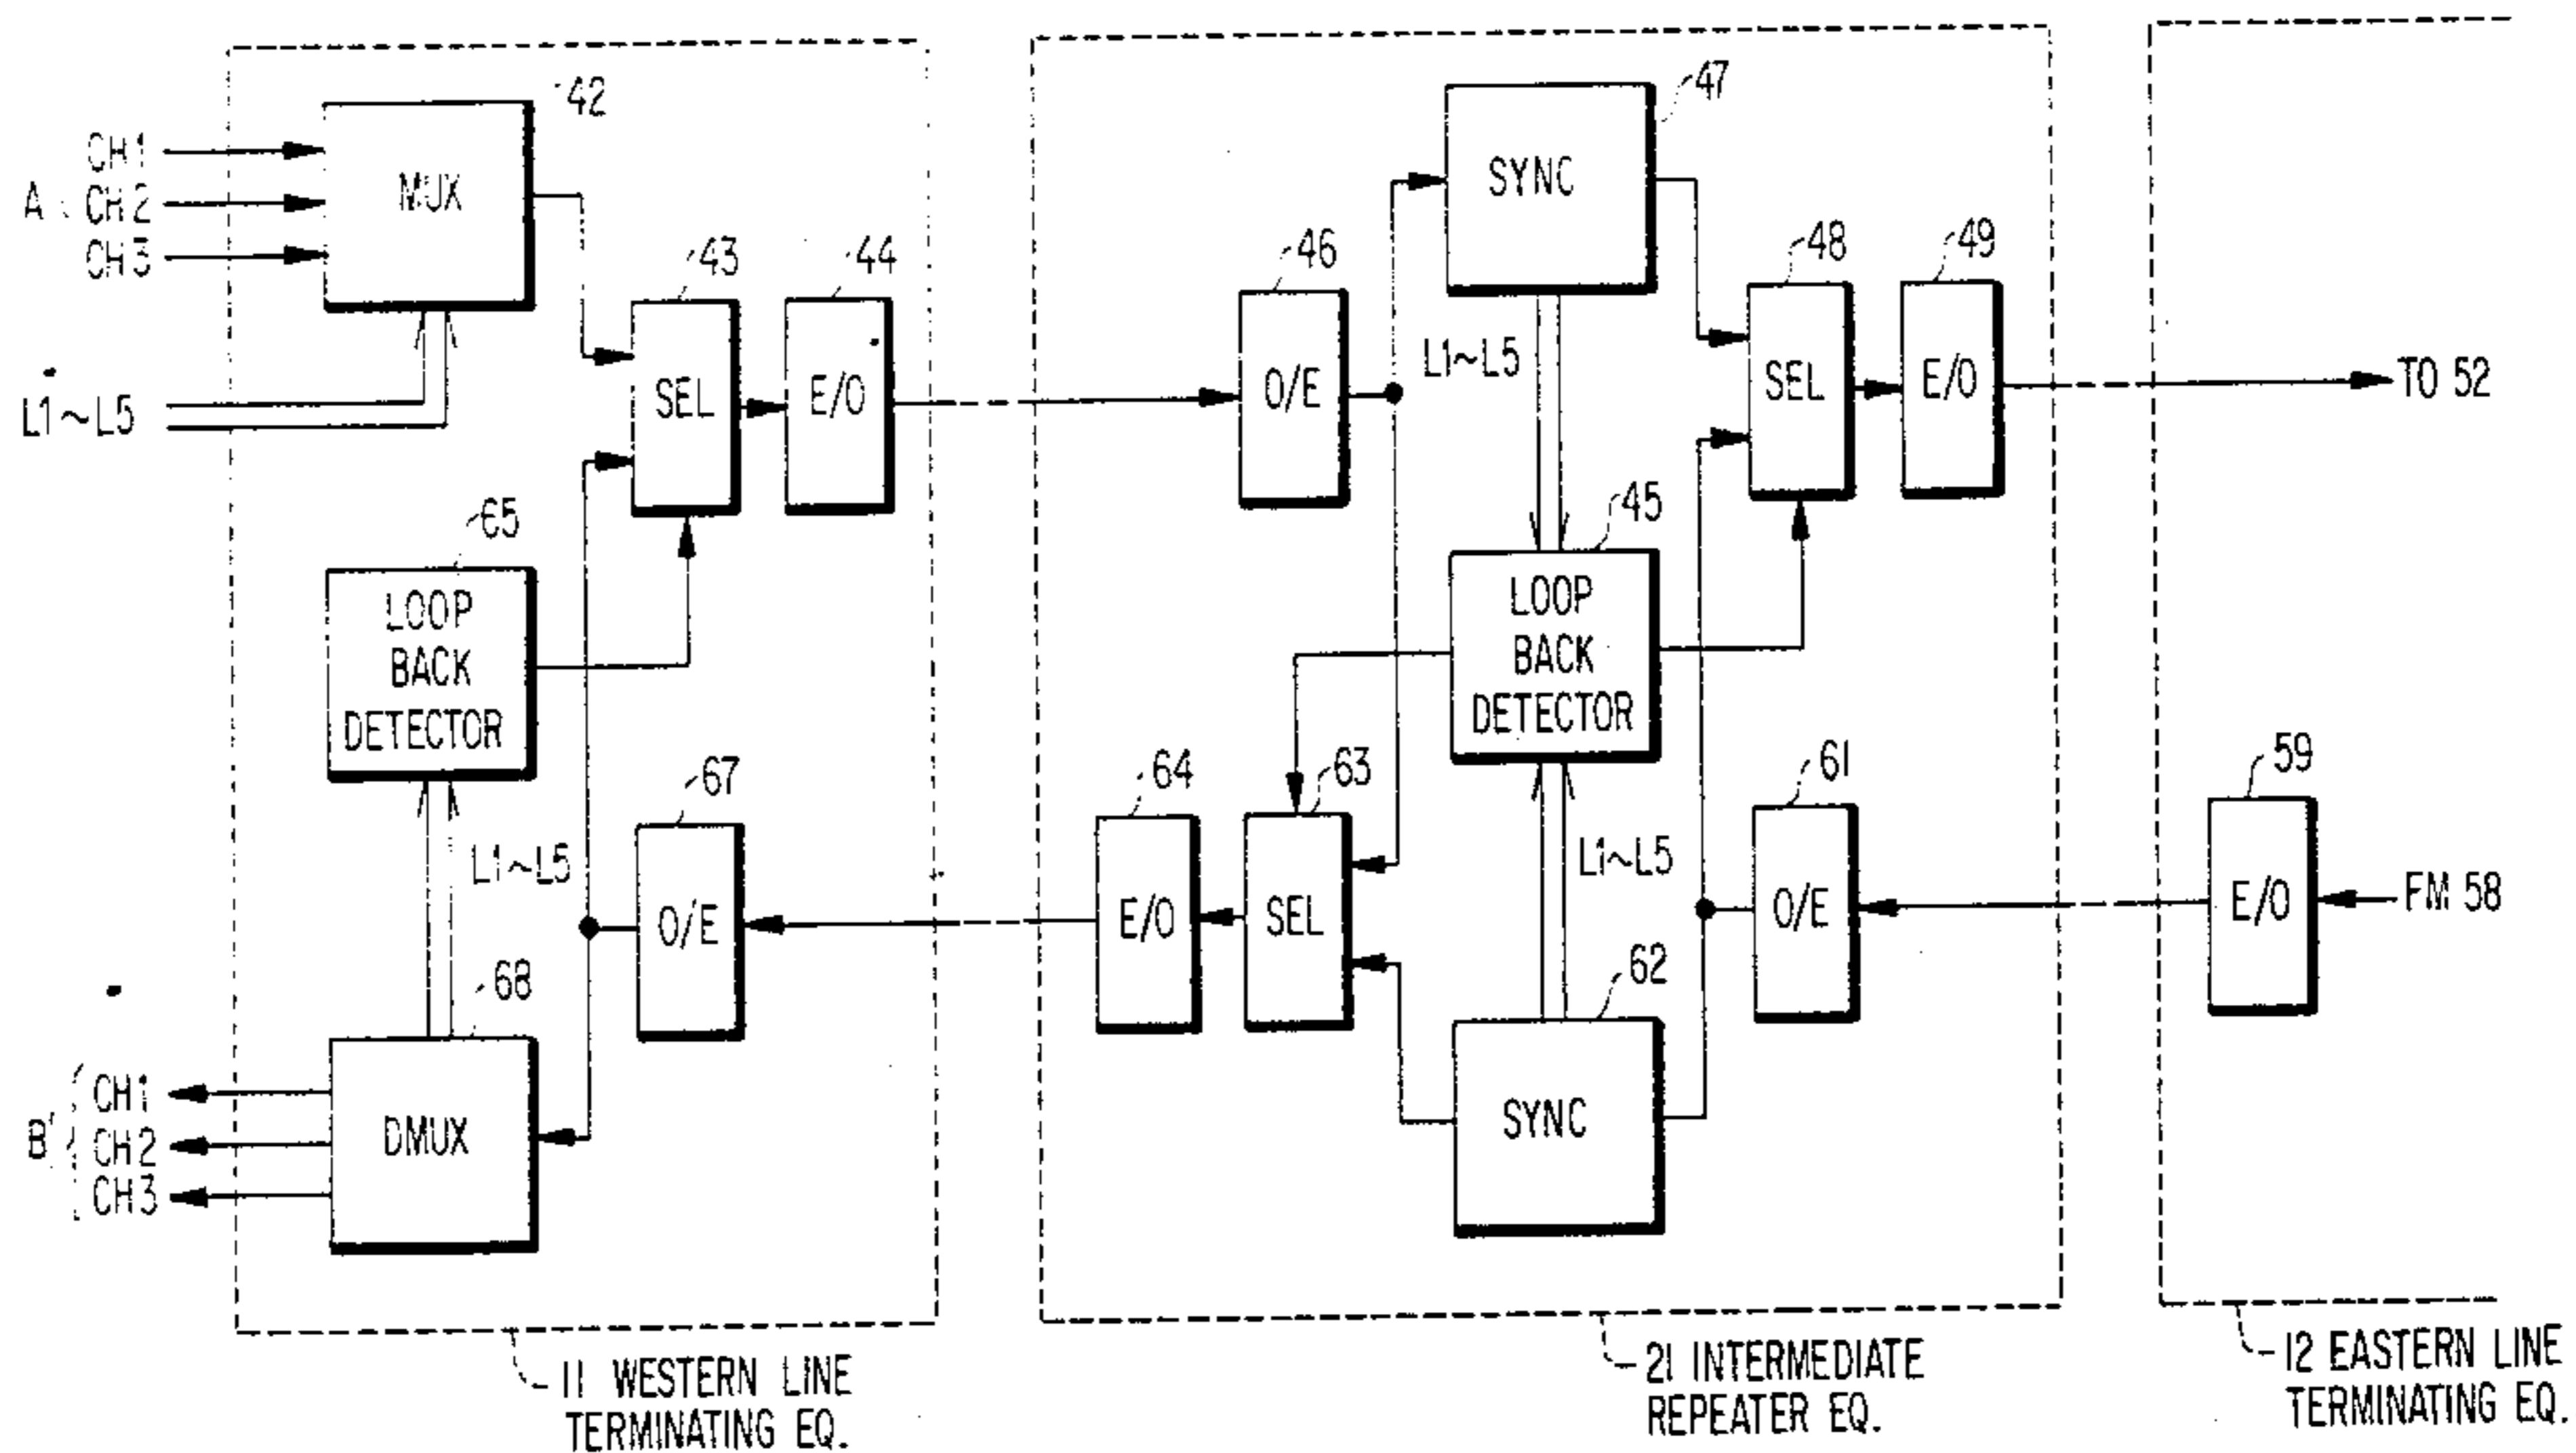 42
CH1
A CH2
CH3
MUX
L1~L5
43
SEL
44
E/O
65
LOOP
BACK
DETECTOR
L1~L5
67
O/E
68
DMUX
B'
CH1
CH2
CH3
11 WESTERN LINE
TERMINATING EQ.
47
SYNC
46
O/E
L1~L5
48
SEL
49
E/O
45
LOOP
BACK
DETECTOR
64
E/O
63
SEL
L1~L5
61
O/E
62
SYNC
21 INTERMEDIATE
REPEATER EQ.
TO 52
59
E/O
FM 58
12 EASTERN LINE
TERMINATING EQ.